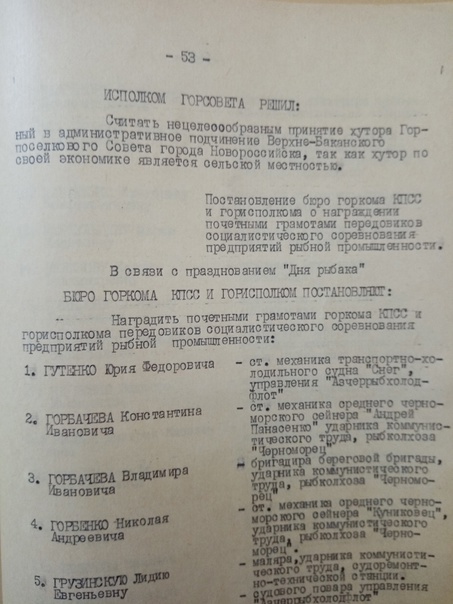 - 53 -
ИСПОЛКОМ ГОРСОВЕТА РЕШИЛ:
Считать нецелесообразным принятие хутора Гор-
ный в административное подчинение Верхне-Баканского
поселкового Совета города Новороссийска, так как хутор по
своей экономике является сельской местностью.
Постановление бюро горкома КПСС
и горисполкома о награждении
почетными грамотами передовиков
социалистического соревнования
предприятий рыбной промышленности.
В связи с празднованием "Дня рыбака"
БЮРО ГОРКОМА КПСС И ГОРИСПОЛКОМ ПОСТАНОВЛЯЮТ:
Наградить почетными грамотами горкома КПСС и
горисполкома передовиков социалистического соревнования
предприятий рыбной промышленности:
1. ГУТЕНКО Юрия Федоровича - ст. механика транспортно-хо-
лодильного судна "Снег",
управления "Азчеррыбхолод-
флот"
2. ГОРБАЧЕВА Константина - ст. механика среднего черно-
Ивановича морского сейнера "Андрей
Панасенко" ударника коммунис-
тического труда, рыбколхоза
"Черноморец"
3. ГОРБАЧЕВА Владимира - бригадира береговой бригады,
Ивановича ударника коммунистического
труда, рыбколхоза "Черномо-
рец"
4. ГОРБЕНКО Николая - ст. механика среднего черно-
Андреевича морского сейнера "Куниковец",
ударника коммунистического
труда, рыбколхоза "Черно-
морец".
5. ГРУЗИНСКУЮ Лидию - маляра, ударника коммунисти-
Евгеньевну ческого труда, судоремонт-
но-технической станции.
- судового повара управления
"Азчеррыбхолодфлот"